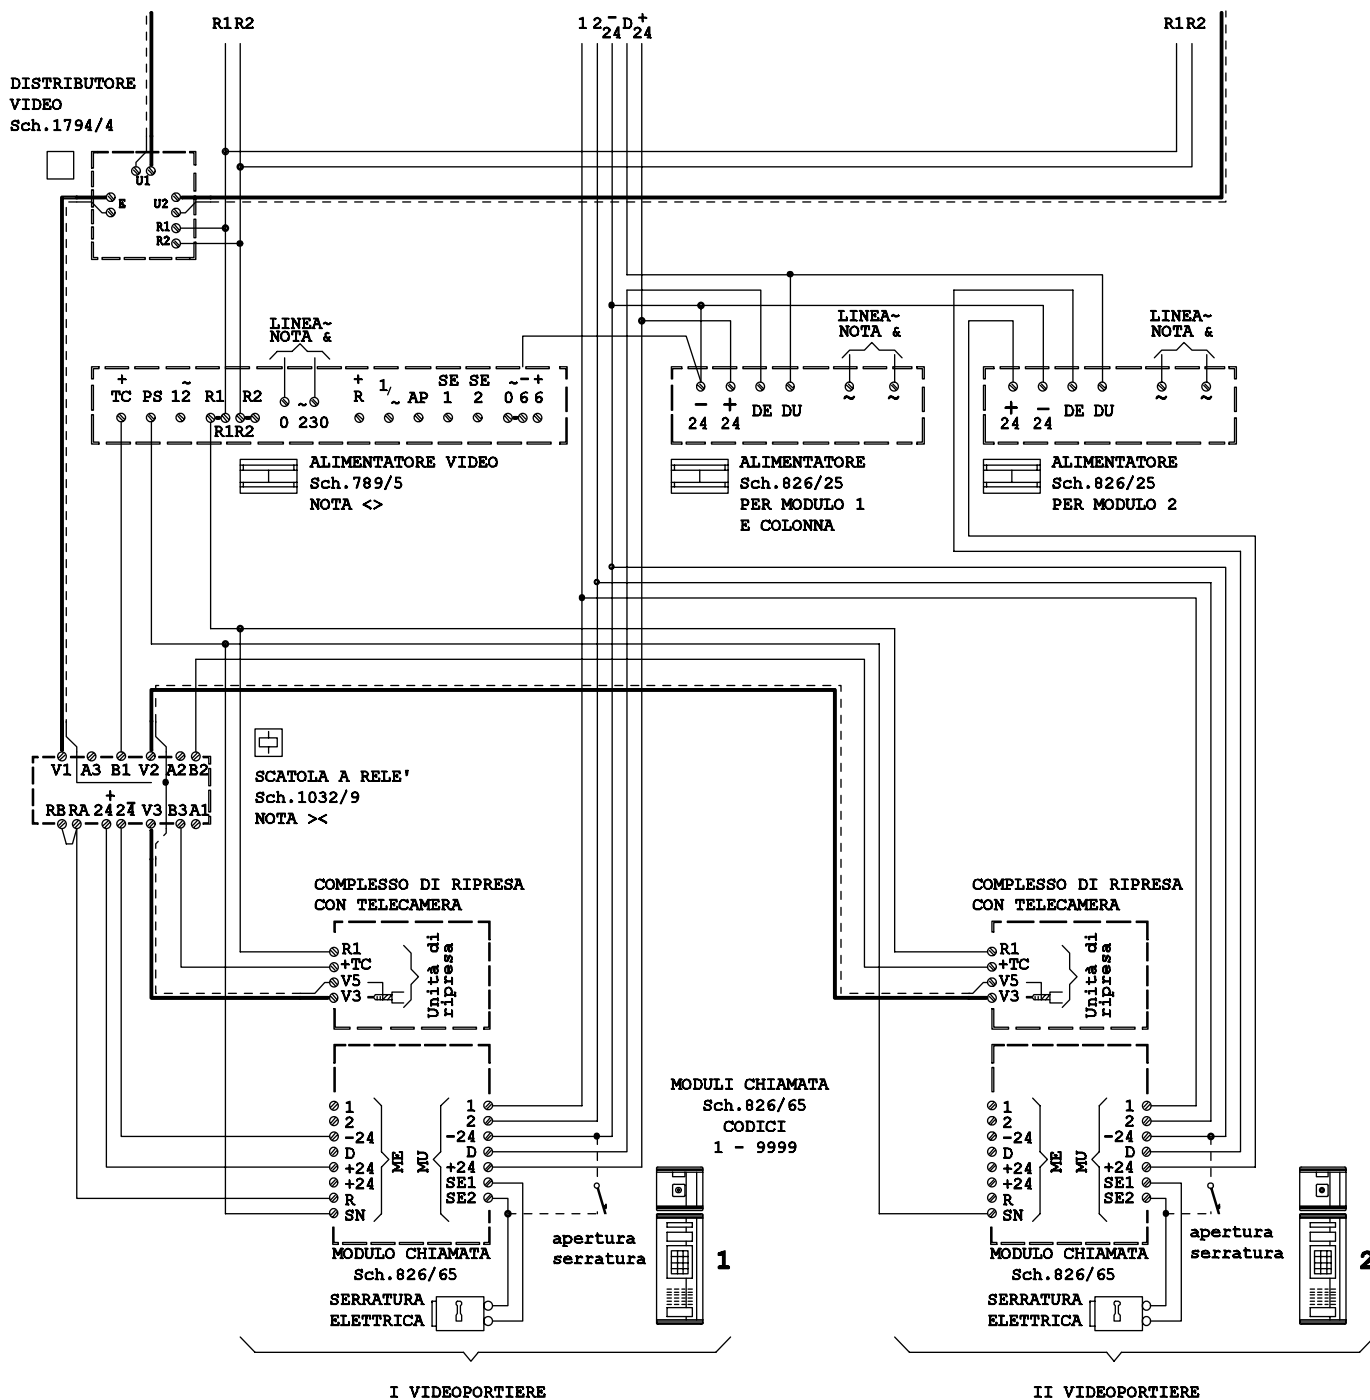 R1R2
1 2 -24 D +24
R1R2
DISTRIBUTORE
VIDEO
Sch.1794/4
U1
E
U2
R1
R2
LINEA~
NOTA &
LINEA~
NOTA &
LINEA~
NOTA &
+TC PS ~12 R1 R2 0 ~230 +R 1/~ AP SE1 SE2 ~0 -6 +6
R1R2
-24 +24 DE DU ~ ~
+24 -24 DE DU ~ ~
ALIMENTATORE VIDEO
Sch.789/5
NOTA <>
ALIMENTATORE
Sch.826/25
PER MODULO 1
E COLONNA
ALIMENTATORE
Sch.826/25
PER MODULO 2
V1 A3 B1 V2 A2B2
RB RA +24 -24 V3 B3 A1
SCATOLA A RELE'
Sch.1032/9
NOTA ><
COMPLESSO DI RIPRESA
CON TELECAMERA
R1
+TC
V5
V3
Unità di
ripresa
COMPLESSO DI RIPRESA
CON TELECAMERA
R1
+TC
V5
V3
Unità di
ripresa
1
2
-24
D
+24
+24
R
SN
ME
MU
1
2
-24
D
+24
SE1
SE2
MODULI CHIAMATA
Sch.826/65
CODICI
1 - 9999
1
2
-24
D
+24
+24
R
SN
ME
MU
1
2
-24
D
+24
SE1
SE2
apertura
serratura
1
apertura
serratura
2
MODULO CHIAMATA
Sch.826/65
SERRATURA
ELETTRICA
MODULO CHIAMATA
Sch.826/65
SERRATURA
ELETTRICA
I VIDEOPORTIERE
II VIDEOPORTIERE